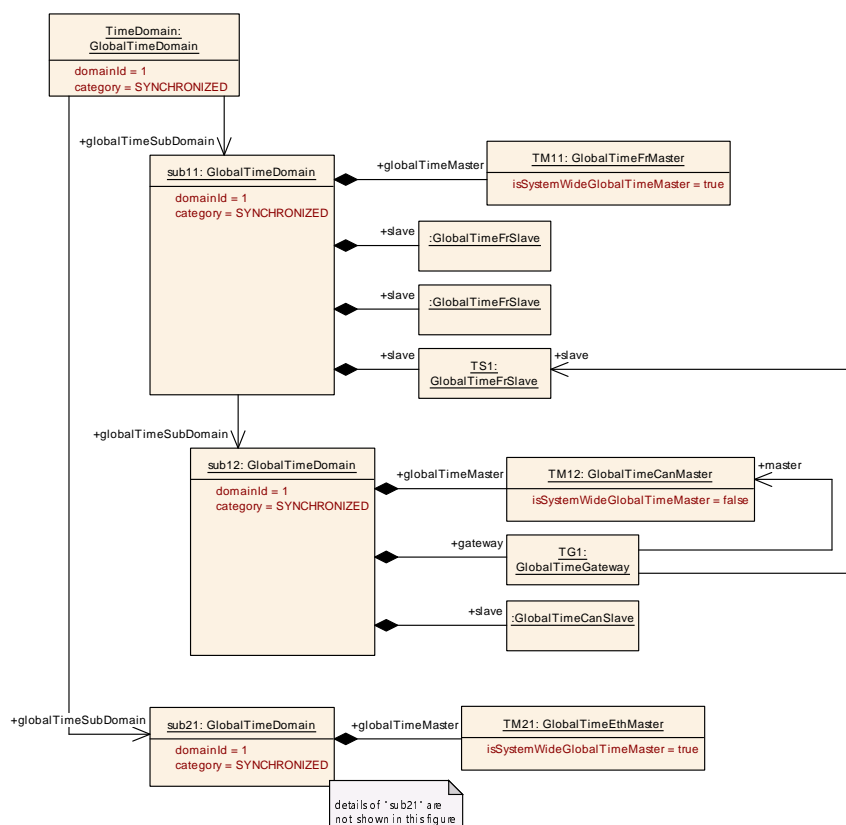 TimeDomain:
GlobalTimeDomain
domainId = 1
category = SYNCHRONIZED
+globalTimeSubDomain
sub11: GlobalTimeDomain
domainId = 1
category = SYNCHRONIZED
+globalTimeMaster
TM11: GlobalTimeFrMaster
isSystemWideGlobalTimeMaster = true
+slave
:GlobalTimeFrSlave
+slave
:GlobalTimeFrSlave
+slave
TS1:
GlobalTimeFrSlave
+slave
+globalTimeSubDomain
sub12: GlobalTimeDomain
domainId = 1
category = SYNCHRONIZED
+globalTimeMaster
TM12: GlobalTimeCanMaster
isSystemWideGlobalTimeMaster = false
+master
+gateway
TG1:
GlobalTimeGateway
+slave
:GlobalTimeCanSlave
+globalTimeSubDomain
sub21: GlobalTimeDomain
domainId = 1
category = SYNCHRONIZED
+globalTimeMaster
TM21: GlobalTimeEthMaster
isSystemWideGlobalTimeMaster = true
details of "sub21" are
not shown in this figure